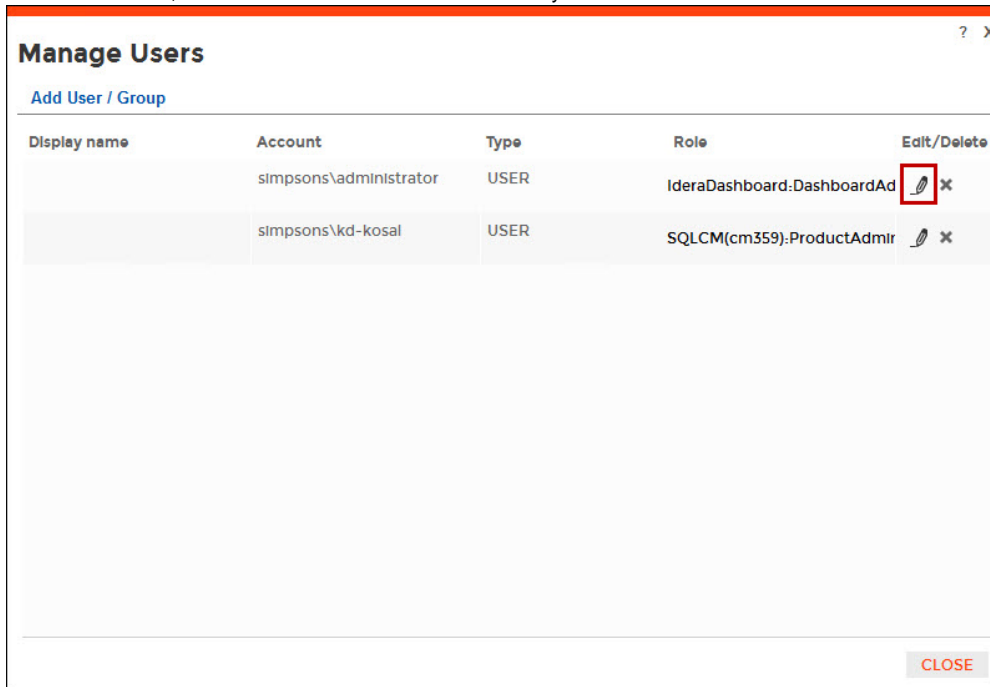 ? X
Manage Users
Add User / Group
Display name Account Type Role Edit/Delete
simpsons\administrator USER IderaDashboard:DashboardAd
simpsons\kd-kosal USER SQLCM(cm359):ProductAdmin
CLOSE